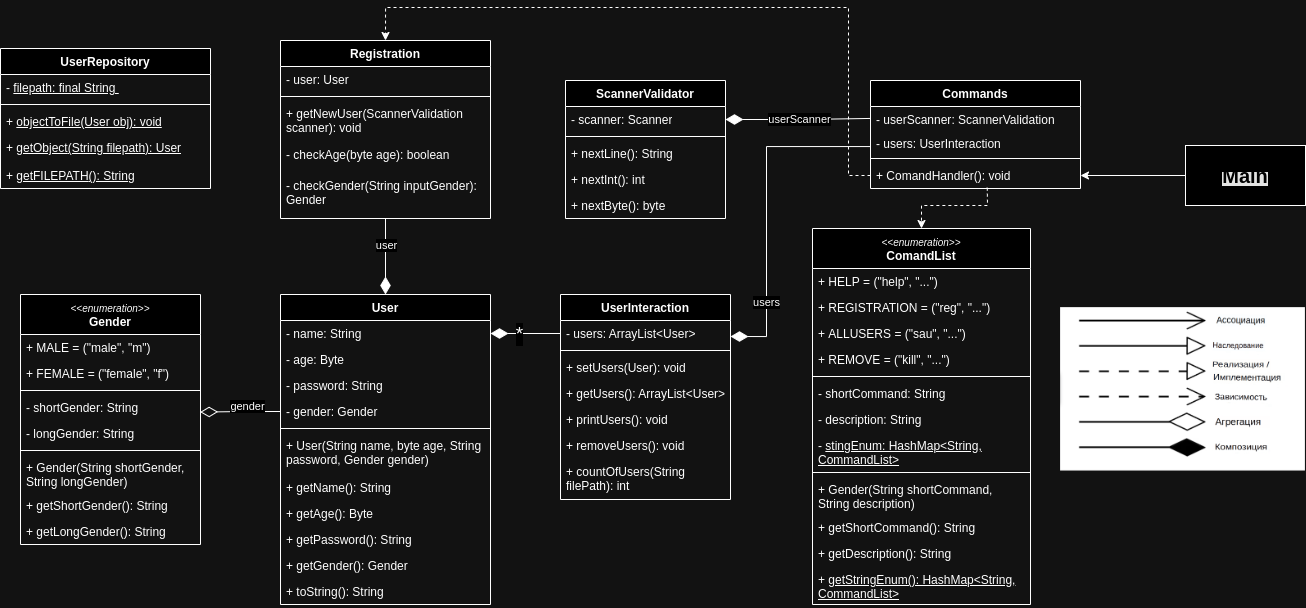 UserRepository
- filepath: final String
+ objectToFile(User obj): void
+ getObject(String filepath): User
+ getFILEPATH(): String
Registration
- user: User
+ getNewUser(ScannerValidation
scanner): void
- checkAge(byte age): boolean
- checkGender(String inputGender):
Gender
user
ScannerValidator
- scanner: Scanner
+ nextLine(): String
+ nextInt(): int
+ nextByte(): byte
userScanner
Commands
- userScanner: ScannerValidation
- users: UserInteraction
+ ComandHandler(): void
Main
<<enumeration>>
Gender
+ MALE = ("male", "m")
+ FEMALE = ("female", "f")
- shortGender: String
- longGender: String
+ Gender(String shortGender,
String longGender)
+ getShortGender(): String
+ getLongGender(): String
gender
User
- name: String
- age: Byte
- password: String
- gender: Gender
+ User(String name, byte age, String
password, Gender gender)
+ getName(): String
+ getAge(): Byte
+ getPassword(): String
+ getGender(): Gender
+ toString(): String
*
UserInteraction
- users: ArrayList<User>
+ setUsers(User): void
+ getUsers(): ArrayList<User>
+ printUsers(): void
+ removeUsers(): void
+ countOfUsers(String
filePath): int
users
<<enumeration>>
ComandList
+ HELP = ("help", "...")
+ REGISTRATION = ("reg", "...")
+ ALLUSERS = ("sau", "...")
+ REMOVE = ("kill", "...")
- shortCommand: String
- description: String
- stingEnum: HashMap<String,
CommandList>
+ Gender(String shortCommand,
String description)
+ getShortCommand(): String
+ getDescription(): String
+ getStringEnum(): HashMap<String,
CommandList>
Ассоциация
Наследование
Реализация /
Имплементация
Зависимость
Агрегация
Композиция